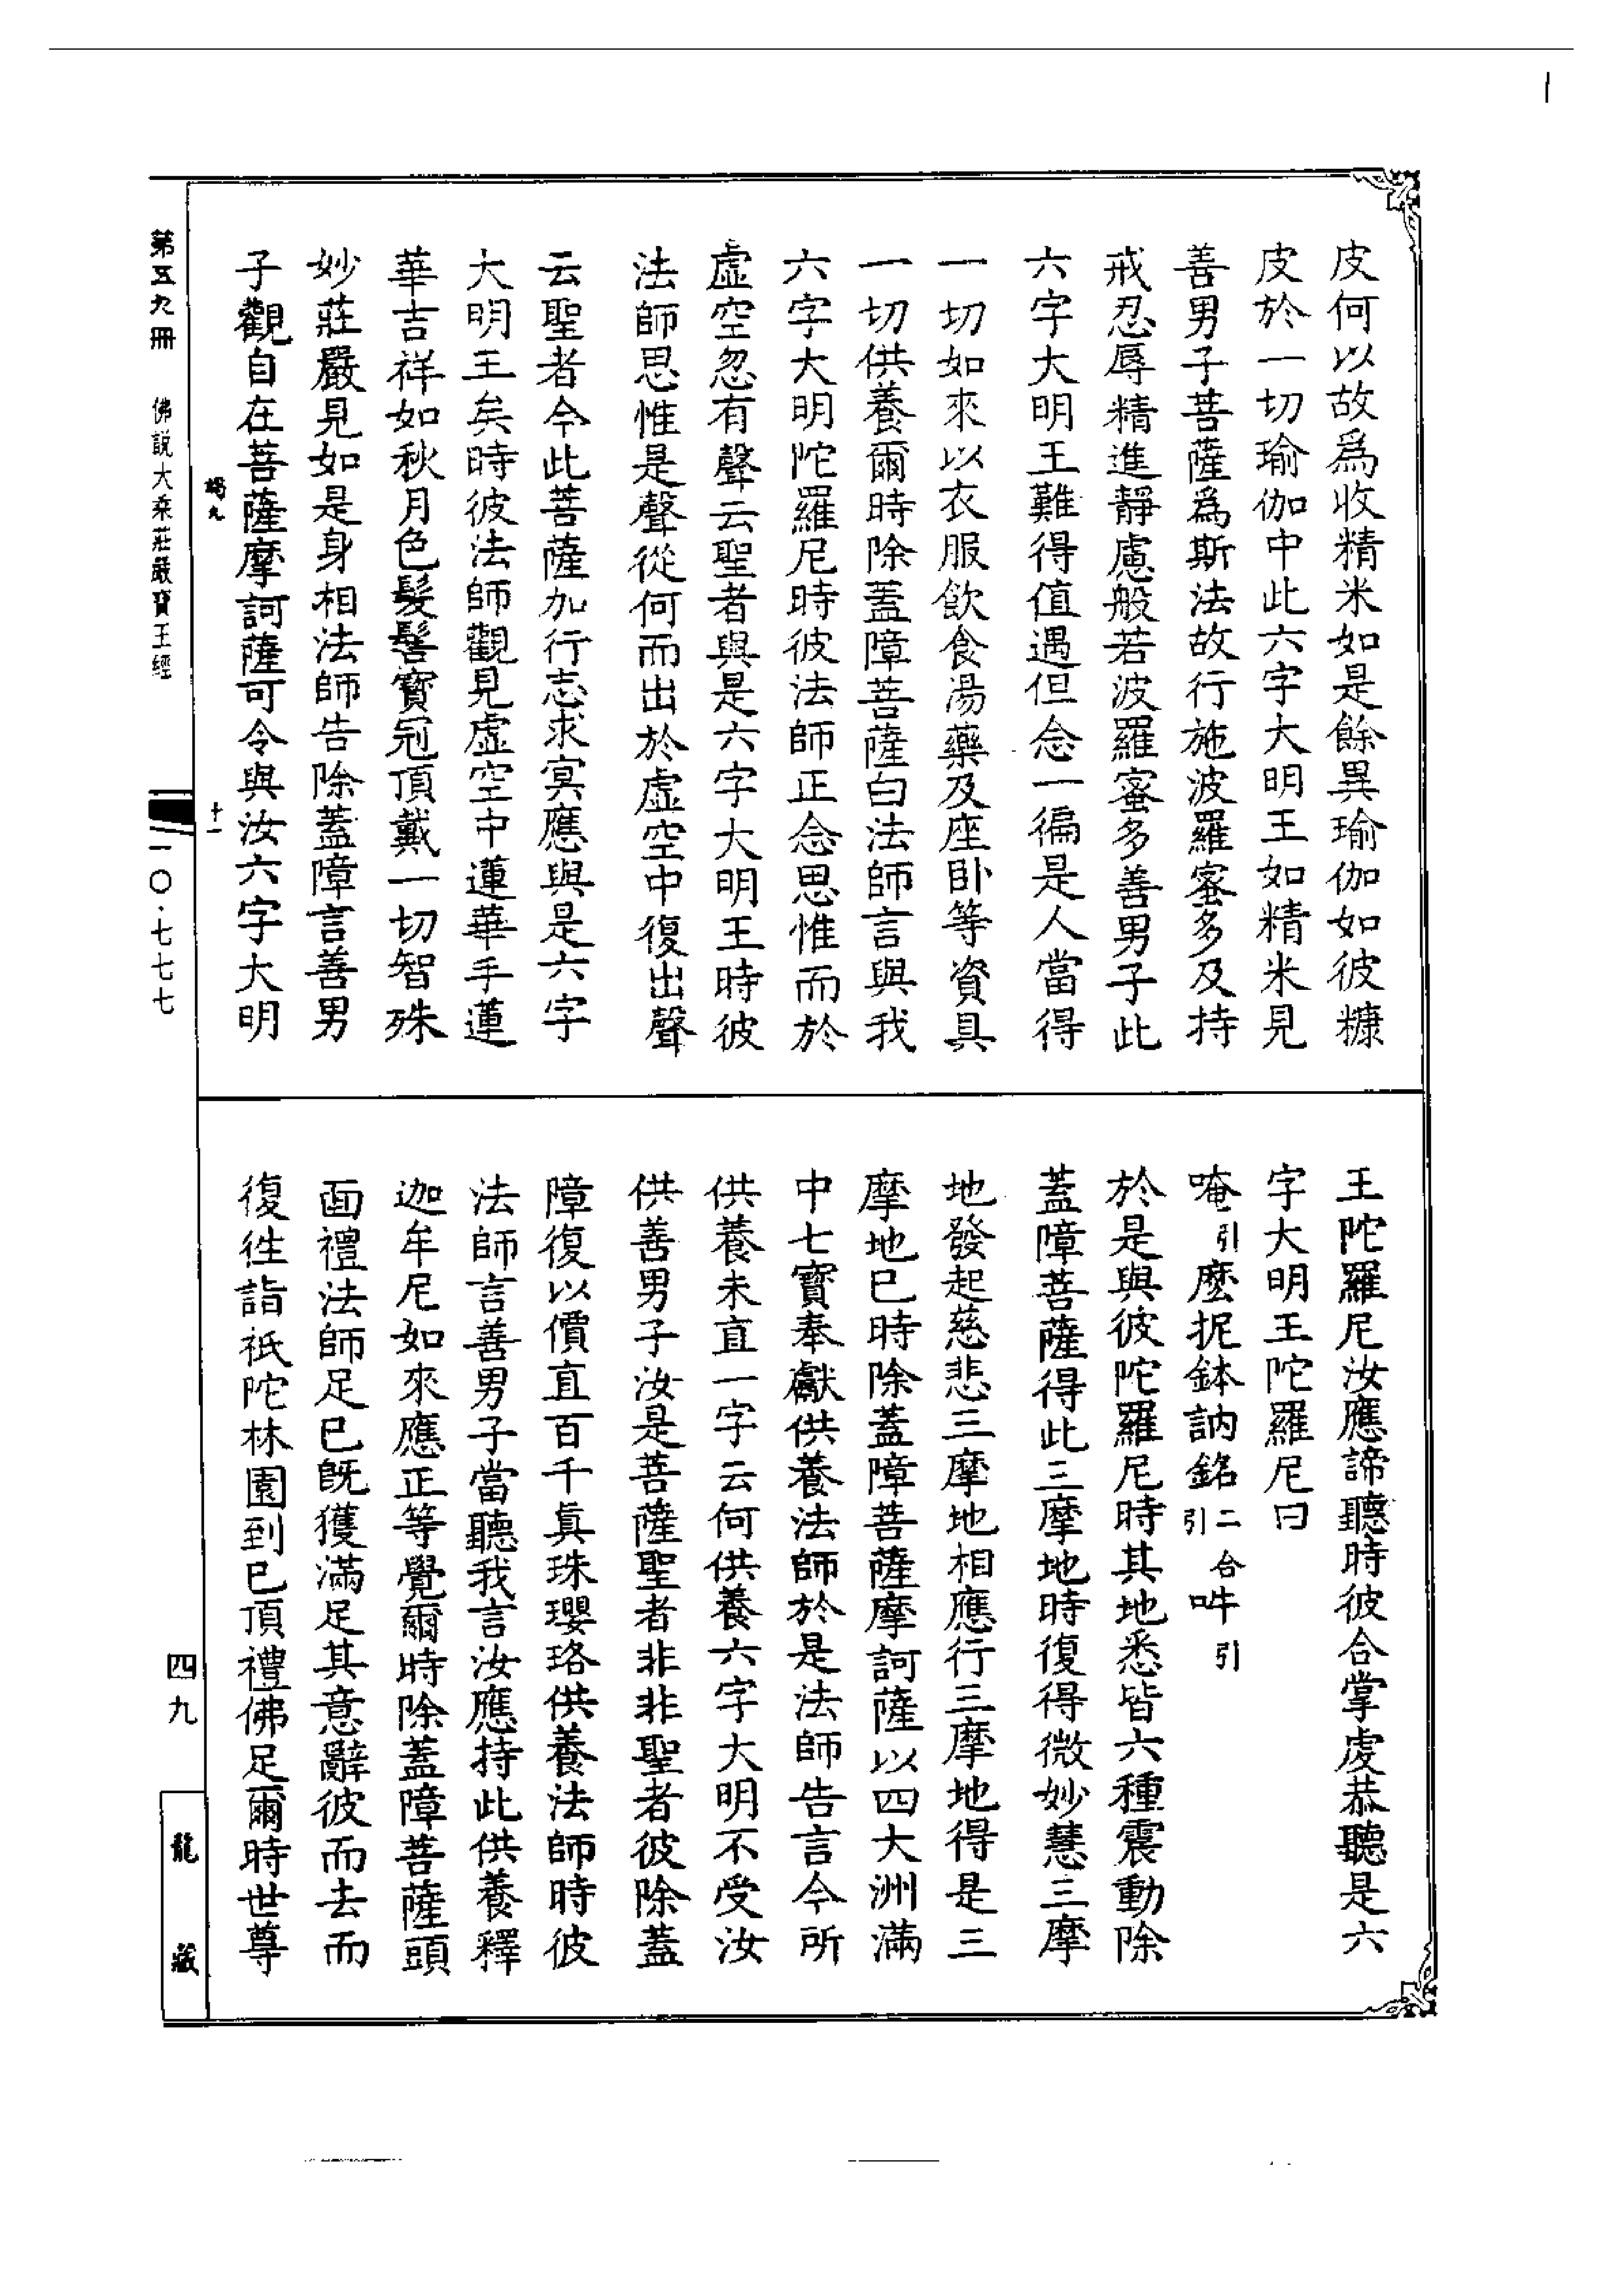 皮何以故爲收精米如是餘異瑜伽如彼糠
皮於一切瑜伽中此六字大明王如精米見
善男子菩薩爲斯法故行施波羅蜜多及持
戒忍辱精進靜慮般若波羅蜜多善男子此
六字大明王難得值遇但念一徧是人當得
一切如來以衣服飲食湯藥及座卧等資具
一切供養爾時除蓋障菩薩白法師言與我
六字大明陀羅尼時彼法師正念思惟而於
虛空忽有聲云聖者與是六字大明王時彼
法師思惟是聲從何而出於虛空中復出聲
云聖者今此菩薩加行志求冥應與是六字
大明王矣時彼法師觀見虛空中蓮華手蓮
華吉祥如秋月色髮髻寶冠頂戴一切智殊
妙莊嚴見如是身相法師告除蓋障言善男
子觀自在菩薩摩訶薩可令與汝六字大明
王陀羅尼汝應諦聽時彼合掌虔恭聽是六
字大明王陀羅尼曰
唵引麼抳鉢訥銘二合引吽引
於是與彼陀羅尼時其地悉皆六種震動除
蓋障菩薩得此三摩地時復得微妙慧三摩
地發起慈悲三摩地相應行三摩地得是三
摩地已時除蓋障菩薩摩訶薩以四大洲滿
中七寶奉獻供養法師於是法師告言今所
供養未直一字云何供養六字大明不受汝
供善男子汝是菩薩聖者非非聖者彼除蓋
障復以價直百千眞珠瓔珞供養法師時彼
法師言善男子當聽我言汝應持此供養釋
迦牟尼如來應正等覺爾時除蓋障菩薩頭
面禮法師足已旣獲滿足其意辭彼而去而
復徃詣祇陀林園到已頂禮佛足爾時世尊
十一
第五九冊 佛說大乘莊嚴寶王經 一〇·七七七
四九
龍藏